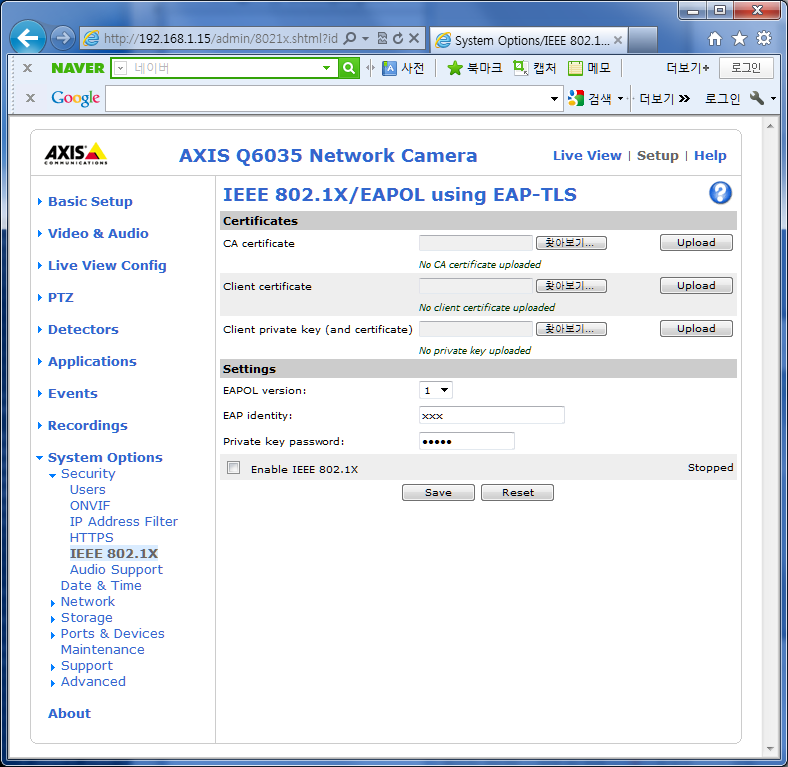 http://192.168.1.15/admin/8021x.shtml?id
System Options/IEEE 802.1...
x NAVER 네이버 사전 북마크 캡처 메모 더보기+ 로그인
x Google 검색 더보기 » 로그인
AXIS
COMMUNICATIONS
AXIS Q6035 Network Camera
Live View | Setup | Help
Basic Setup
Video & Audio
Live View Config
PTZ
Detectors
Applications
Events
Recordings
System Options
Security
Users
ONVIF
IP Address Filter
HTTPS
IEEE 802.1X
Audio Support
Date & Time
Network
Storage
Ports & Devices
Maintenance
Support
Advanced
About
IEEE 802.1X/EAPOL using EAP-TLS
?
Certificates
CA certificate 찾아보기... Upload
No CA certificate uploaded
Client certificate 찾아보기... Upload
No client certificate uploaded
Client private key (and certificate) 찾아보기... Upload
No private key uploaded
Settings
EAPOL version: 1
EAP identity: xxx
Private key password: •••••
Enable IEEE 802.1X Stopped
Save Reset